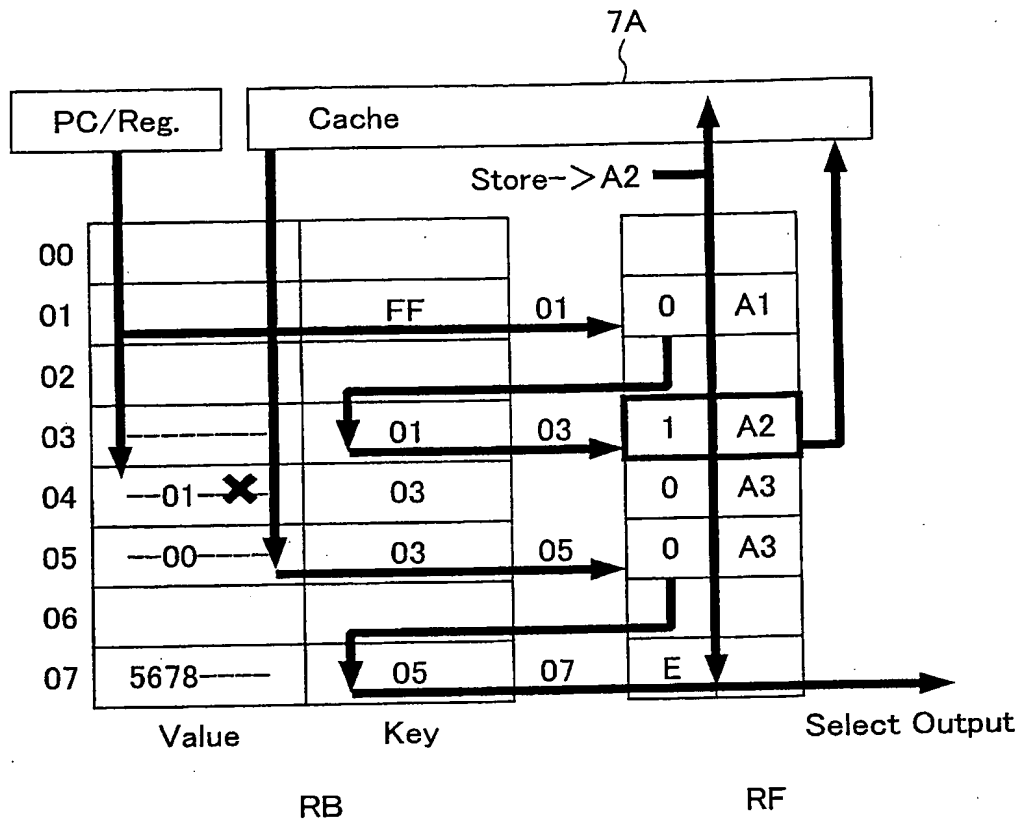 7A
PC/Reg. Cache
Store->A2
00
01 FF 01 0 A1
02
03 --------- 01 03 1 A2
04 --01---- 03 0 A3
05 --00---- 03 05 0 A3
06
07 5678---- 05 07 E
Select Output
Value Key
RB RF